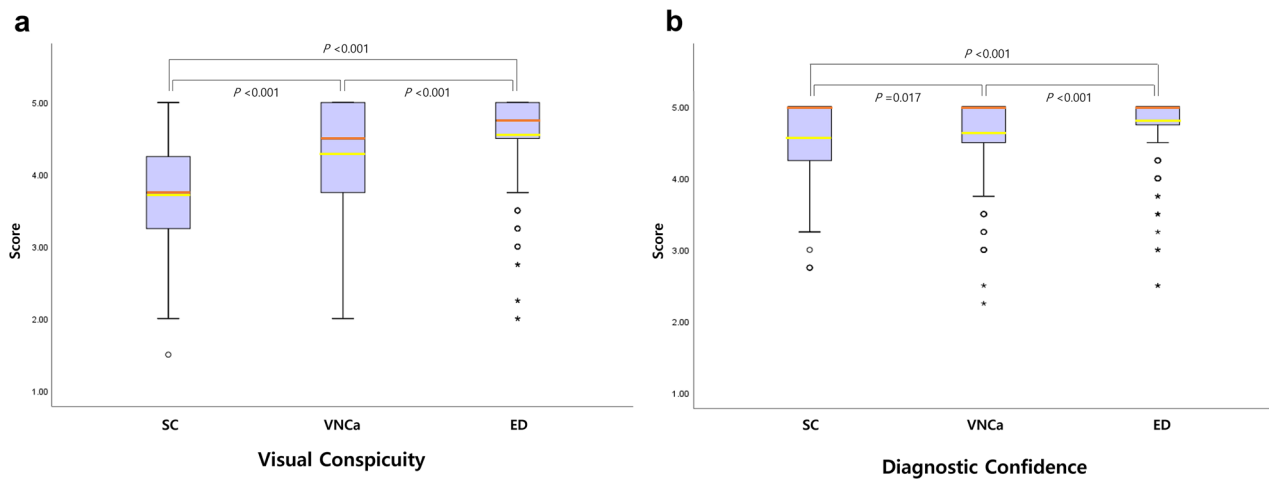 a
P <0.001
P <0.001
P <0.001
5.00
4.00
3.00
2.00
1.00
Score
SC
VNCa
ED
Visual Conspicuity
b
P <0.001
P =0.017
P <0.001
5.00
4.00
3.00
2.00
1.00
Score
SC
VNCa
ED
Diagnostic Confidence